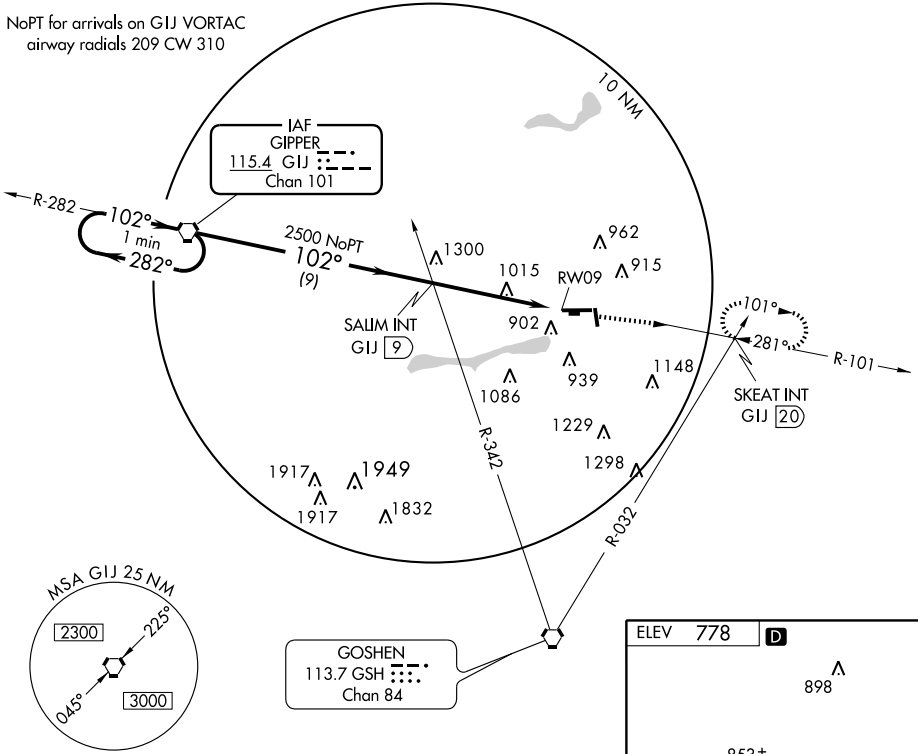 NoPT for arrivals on GIJ VORTAC
airway radials 209 CW 310
10 NM
IAF
GIPPER
115.4 GIJ
Chan 101
R-282
102°
1 min
282°
2500 NoPT
102°
(9)
1300
1015
962
915
RW09
SALIM INT
GIJ 9
902
939
1086
1148
101°
281°
R-101
SKEAT INT
GIJ 20
1229
1298
R-342
R-032
1917
1949
1917
1832
MSA GIJ 25 NM
2300
225°
045°
3000
GOSHEN
113.7 GSH
Chan 84
ELEV 778 D
898